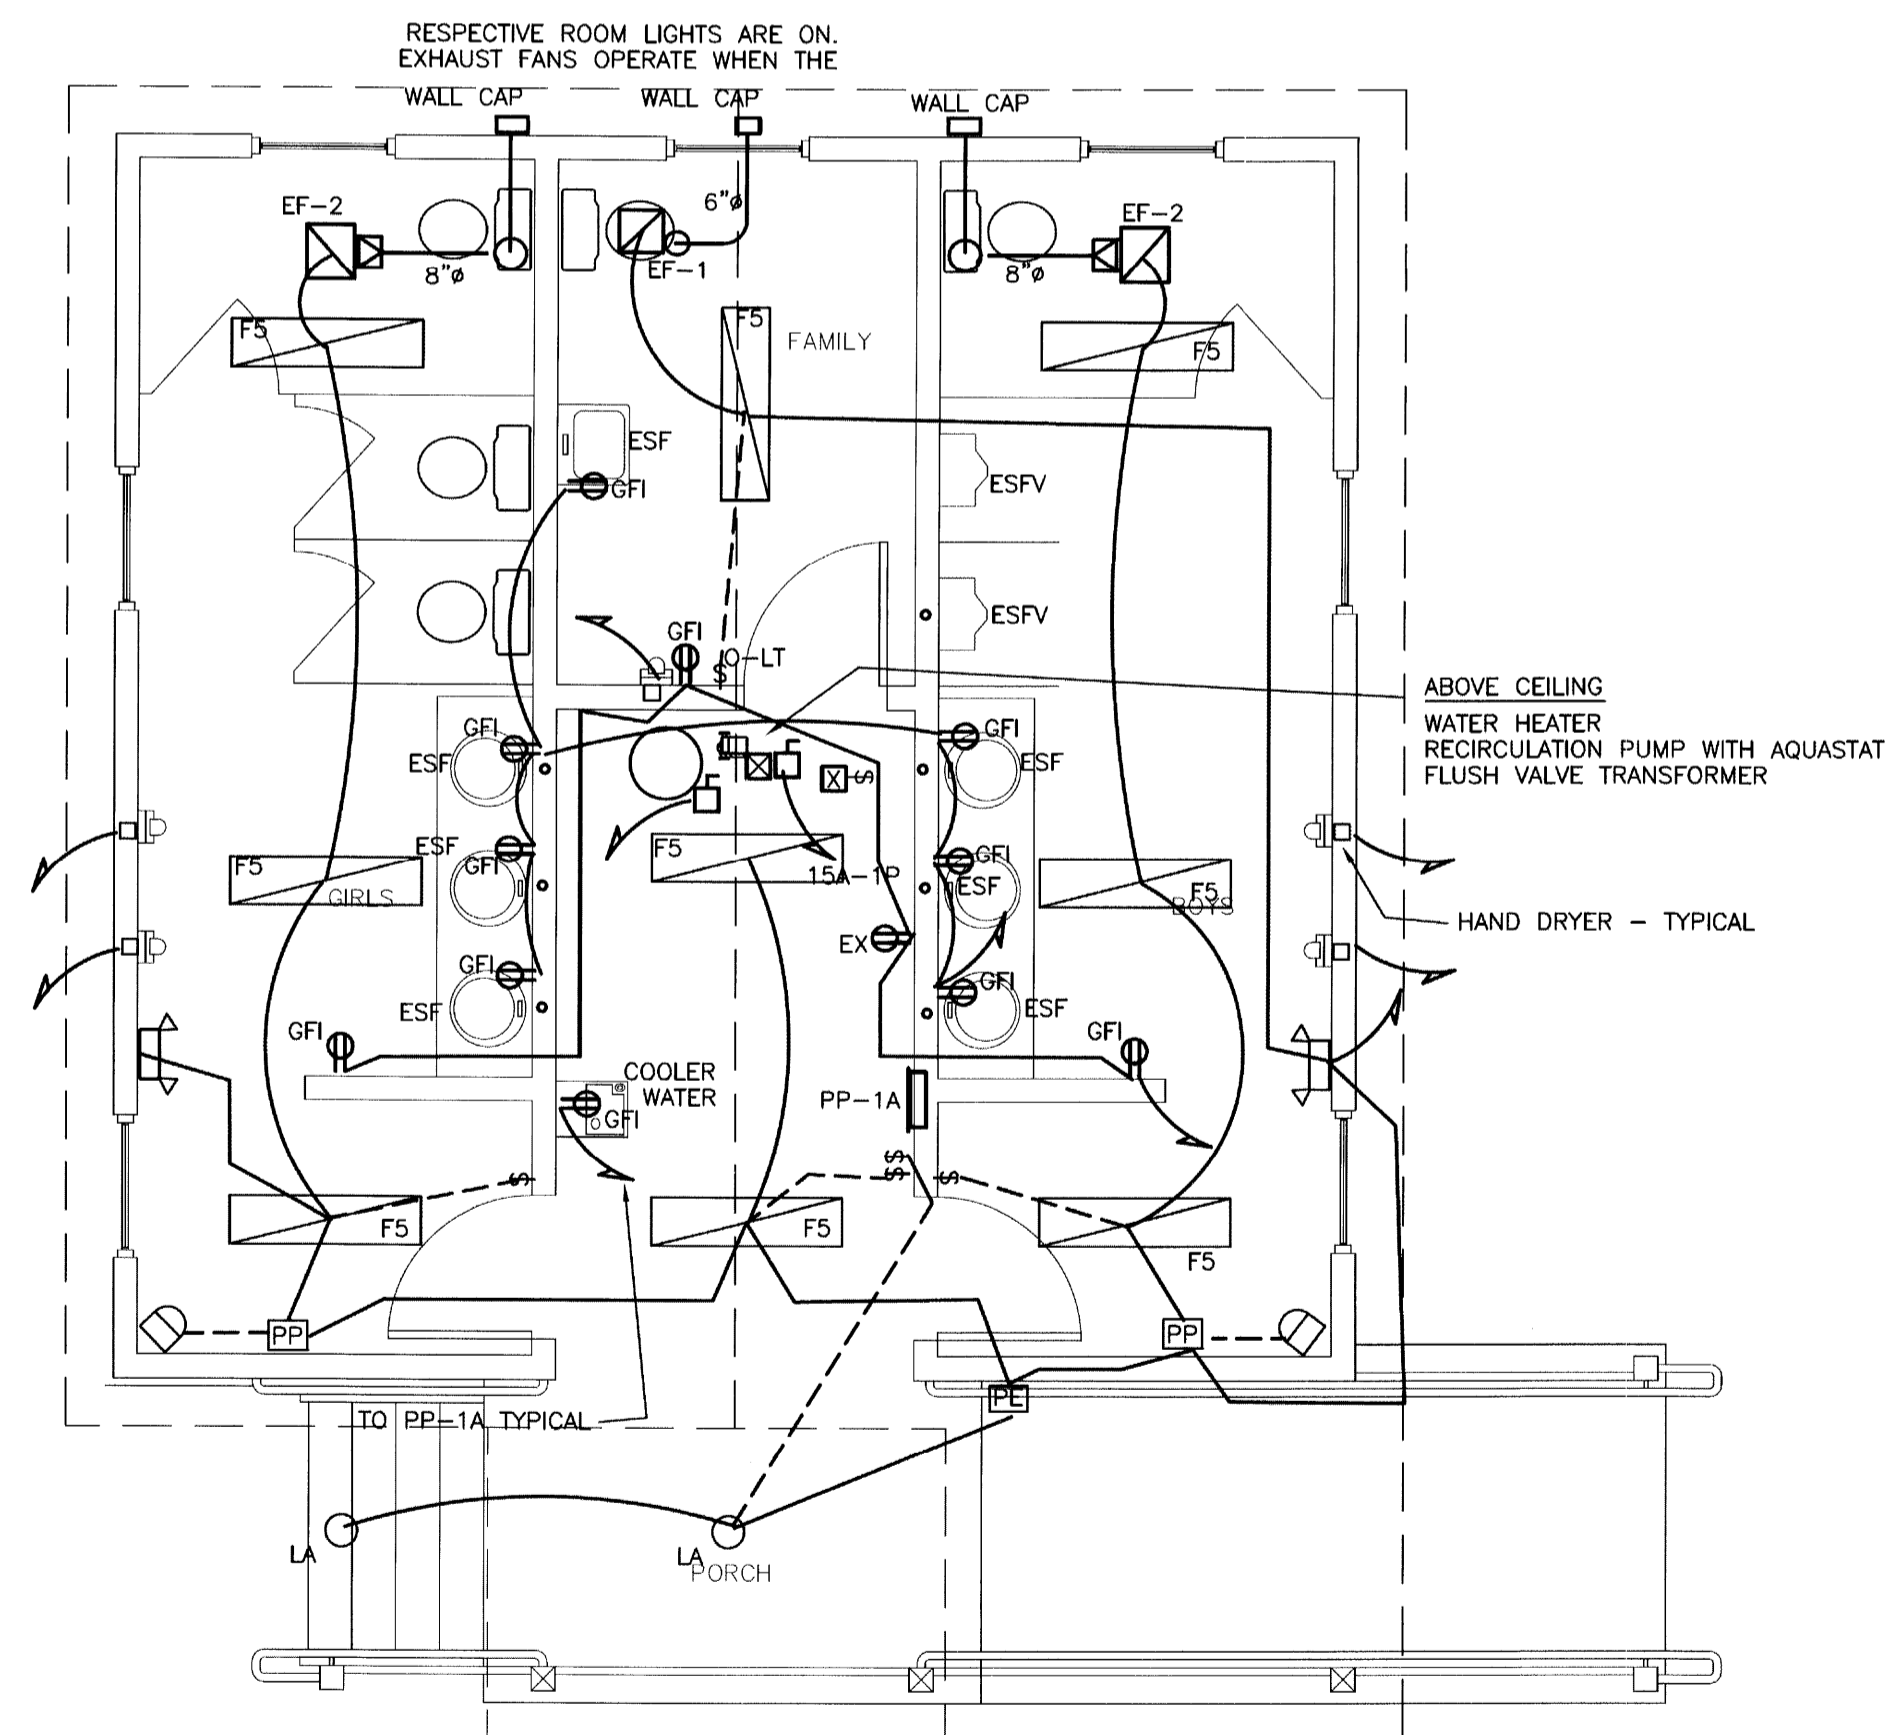 RESPECTIVE ROOM LIGHTS ARE ON.
EXHAUST FANS OPERATE WHEN THE
WALL CAP
WALL CAP
WALL CAP
EF-2
6"ø
EF-2
8"ø
EF-1
8"ø
F5
F5
FAMILY
F5
ESF
GFI
ESFV
ESFV
GFI
S
O-LT
ABOVE CEILING
WATER HEATER
RECIRCULATION PUMP WITH AQUASTAT
FLUSH VALVE TRANSFORMER
GFI
ESF
GFI
ESF
X
S
ESF
GFI
F5
GIRLS
F5
15A-1P
GFI
ESF
F5
BOYS
HAND DRYER - TYPICAL
EX
GFI
ESF
GFI
ESF
GFI
GFI
COOLER
WATER
GFI
PP-1A
S
S
S
S
F5
F5
F5
PP
PP
PE
TO PP-1A TYPICAL
LA
LA
PORCH